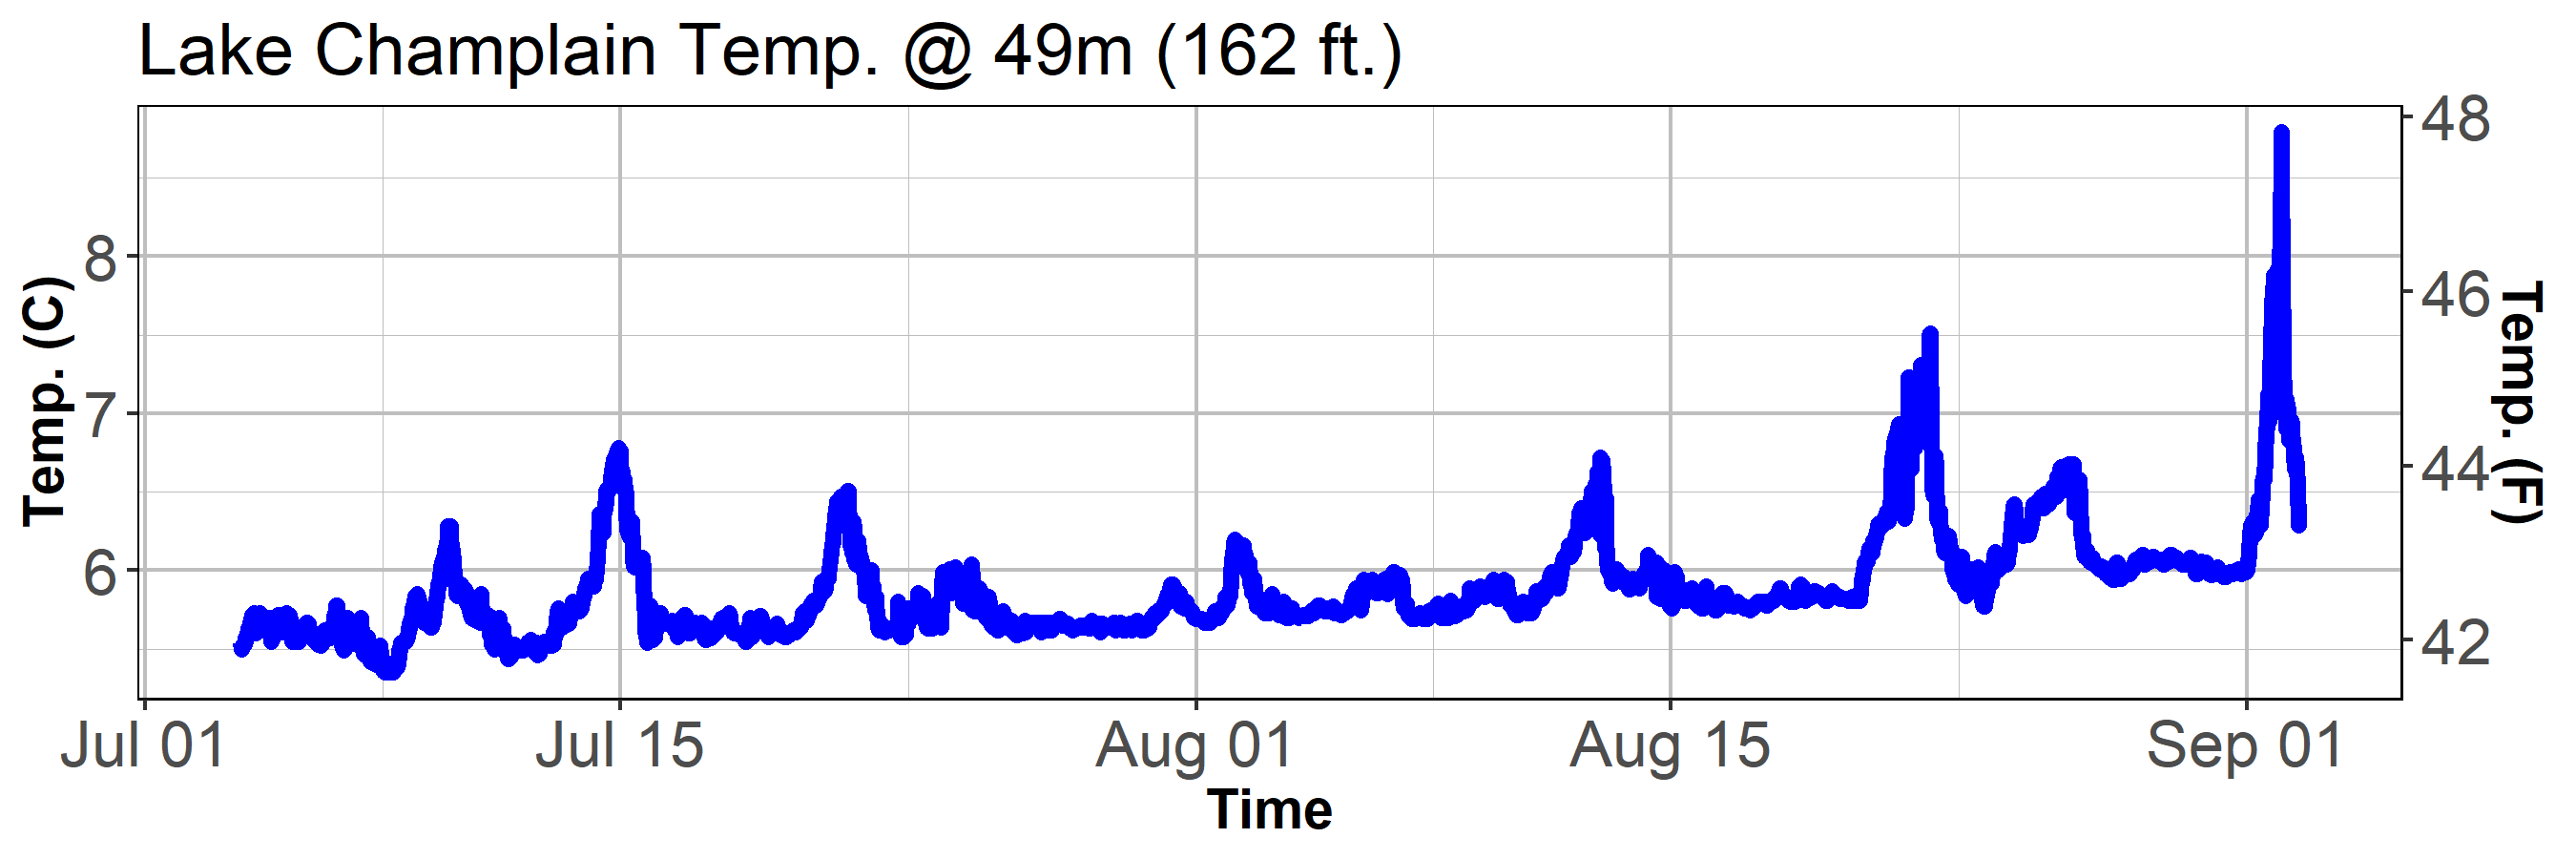 Lake Champlain Temp. @ 49m (162 ft.)
Temp. (C)
8
7
6
48
46
44
42
Temp. (F)
Jul 01 Jul 15 Aug 01 Aug 15 Sep 01
Time